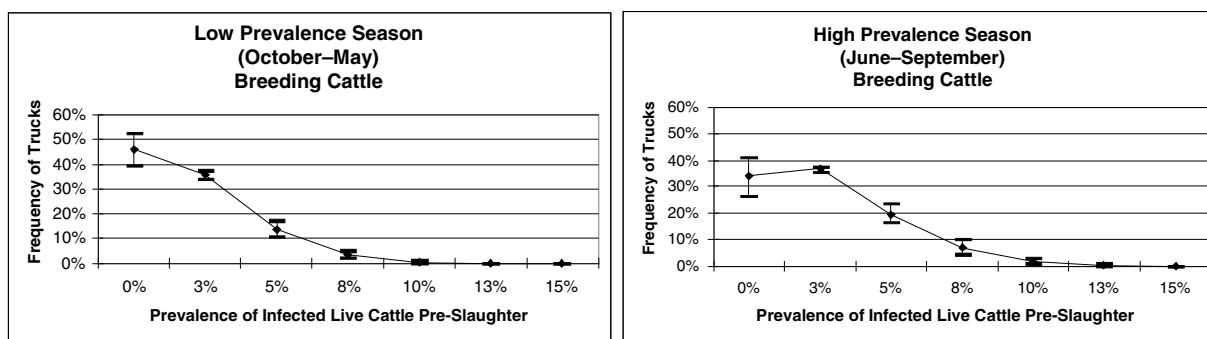 Low Prevalence Season
(October–May)
Breeding Cattle
Frequency of Trucks
60%
50%
40%
30%
20%
10%
0%
0% 3% 5% 8% 10% 13% 15%
Prevalence of Infected Live Cattle Pre-Slaughter
High Prevalence Season
(June–September)
Breeding Cattle
Frequency of Trucks
60%
50%
40%
30%
20%
10%
0%
0% 3% 5% 8% 10% 13% 15%
Prevalence of Infected Live Cattle Pre-Slaughter